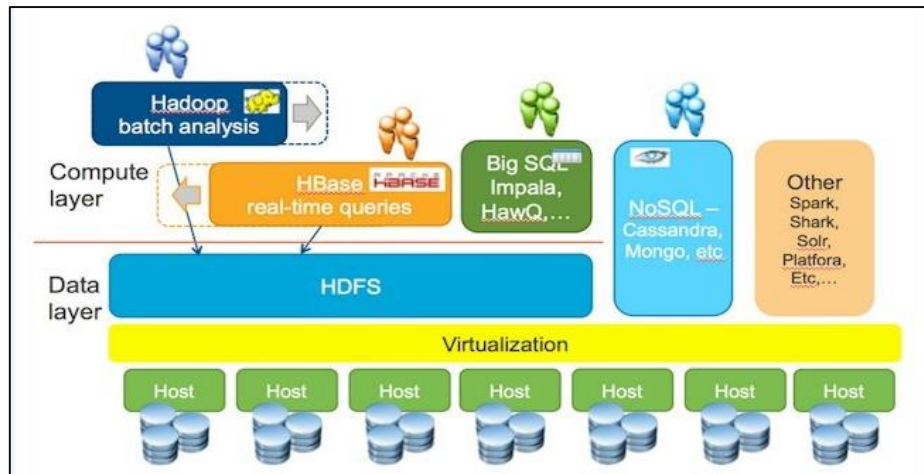 Hadoop
batch analysis
Compute
layer
HBase
real-time queries
APACHE
HBASE
Big SQL
Impala,
HawQ,...
NoSQL –
Cassandra,
Mongo, etc
Other
Spark,
Shark,
Solr,
Platfora,
Etc,...
Data
layer
HDFS
Virtualization
Host
Host
Host
Host
Host
Host
Host